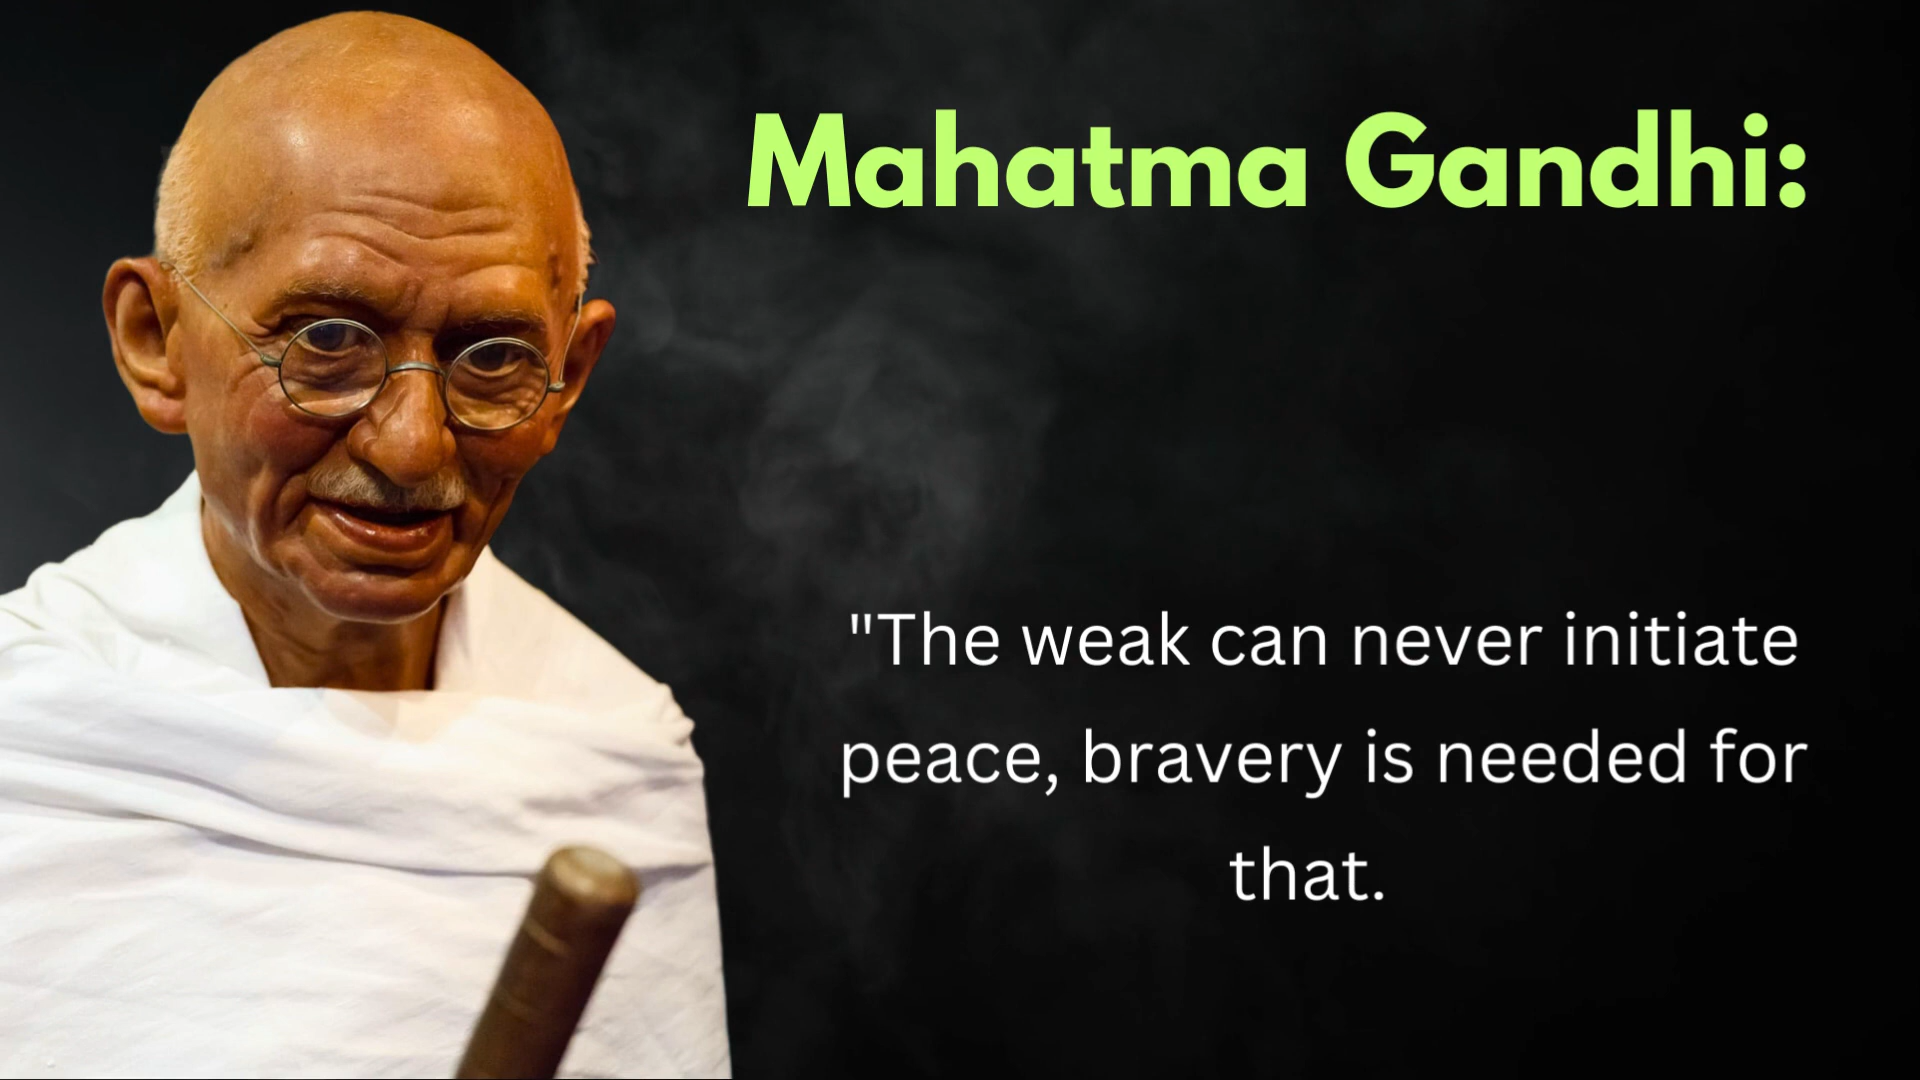 Mahatma Gandhi:
"The weak can never initiate
peace, bravery is needed for
that.